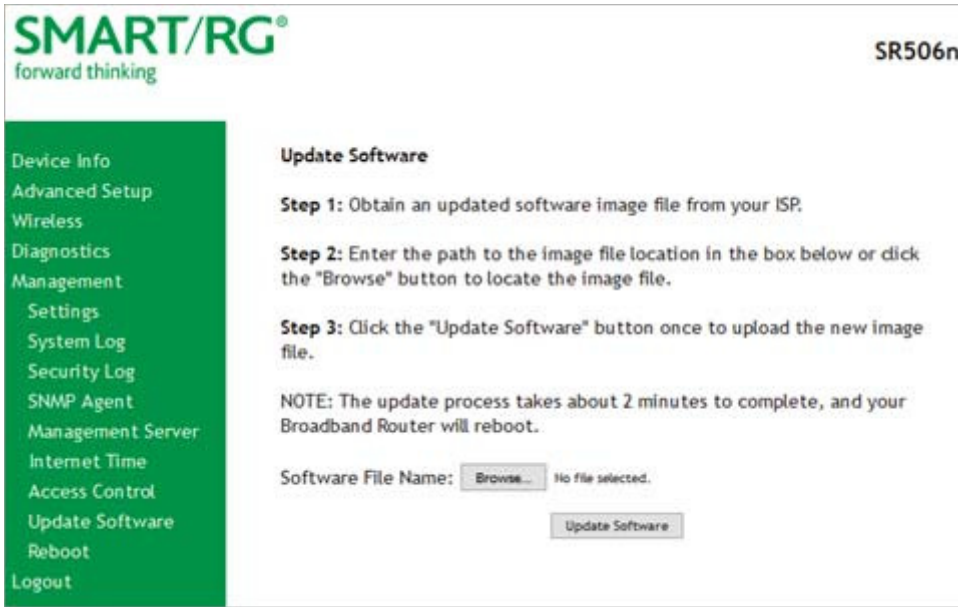 SMART/RG®
forward thinking
SR506n
Device Info
Advanced Setup
Wireless
Diagnostics
Management
Settings
System Log
Security Log
SNMP Agent
Management Server
Internet Time
Access Control
Update Software
Reboot
Logout
Update Software
Step 1: Obtain an updated software image file from your ISP.
Step 2: Enter the path to the image file location in the box below or click
the "Browse" button to locate the image file.
Step 3: Click the "Update Software" button once to upload the new image
file.
NOTE: The update process takes about 2 minutes to complete, and your
Broadband Router will reboot.
Software File Name: Browse... No file selected.
Update Software